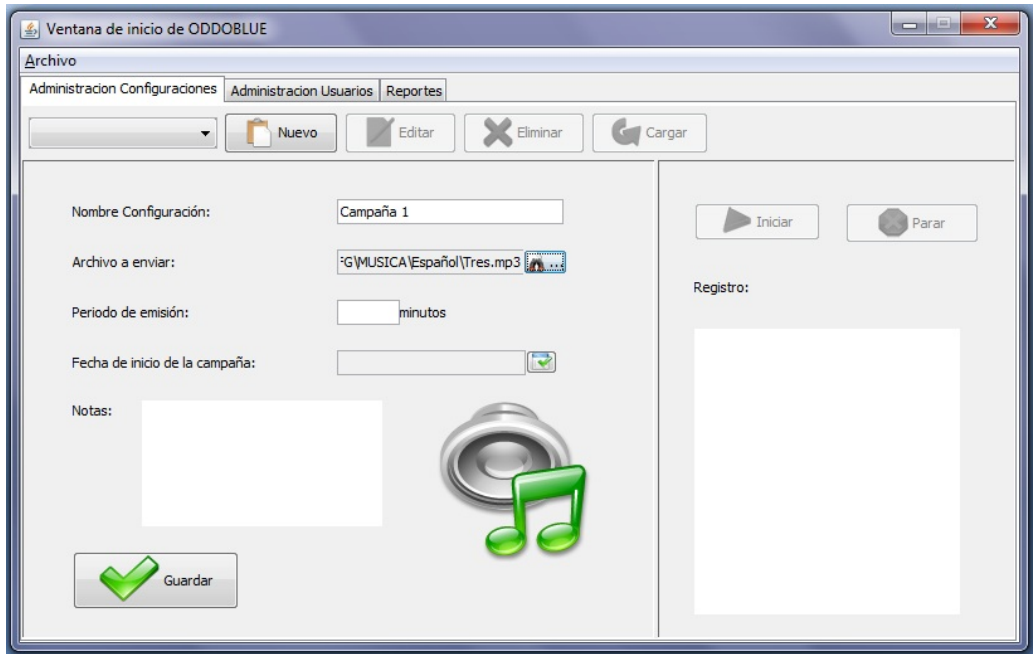 Ventana de inicio de ODDOBLUE
Archivo
Administracion Configuraciones Administracion Usuarios Reportes
Nuevo Editar Eliminar Cargar
Nombre Configuración: Campaña 1
Iniciar Parar
Archivo a enviar: G\MUSICA\Español\Tres.mp3 ...
Registro:
Periodo de emisión: minutos
Fecha de inicio de la campaña:
Notas:
Guardar